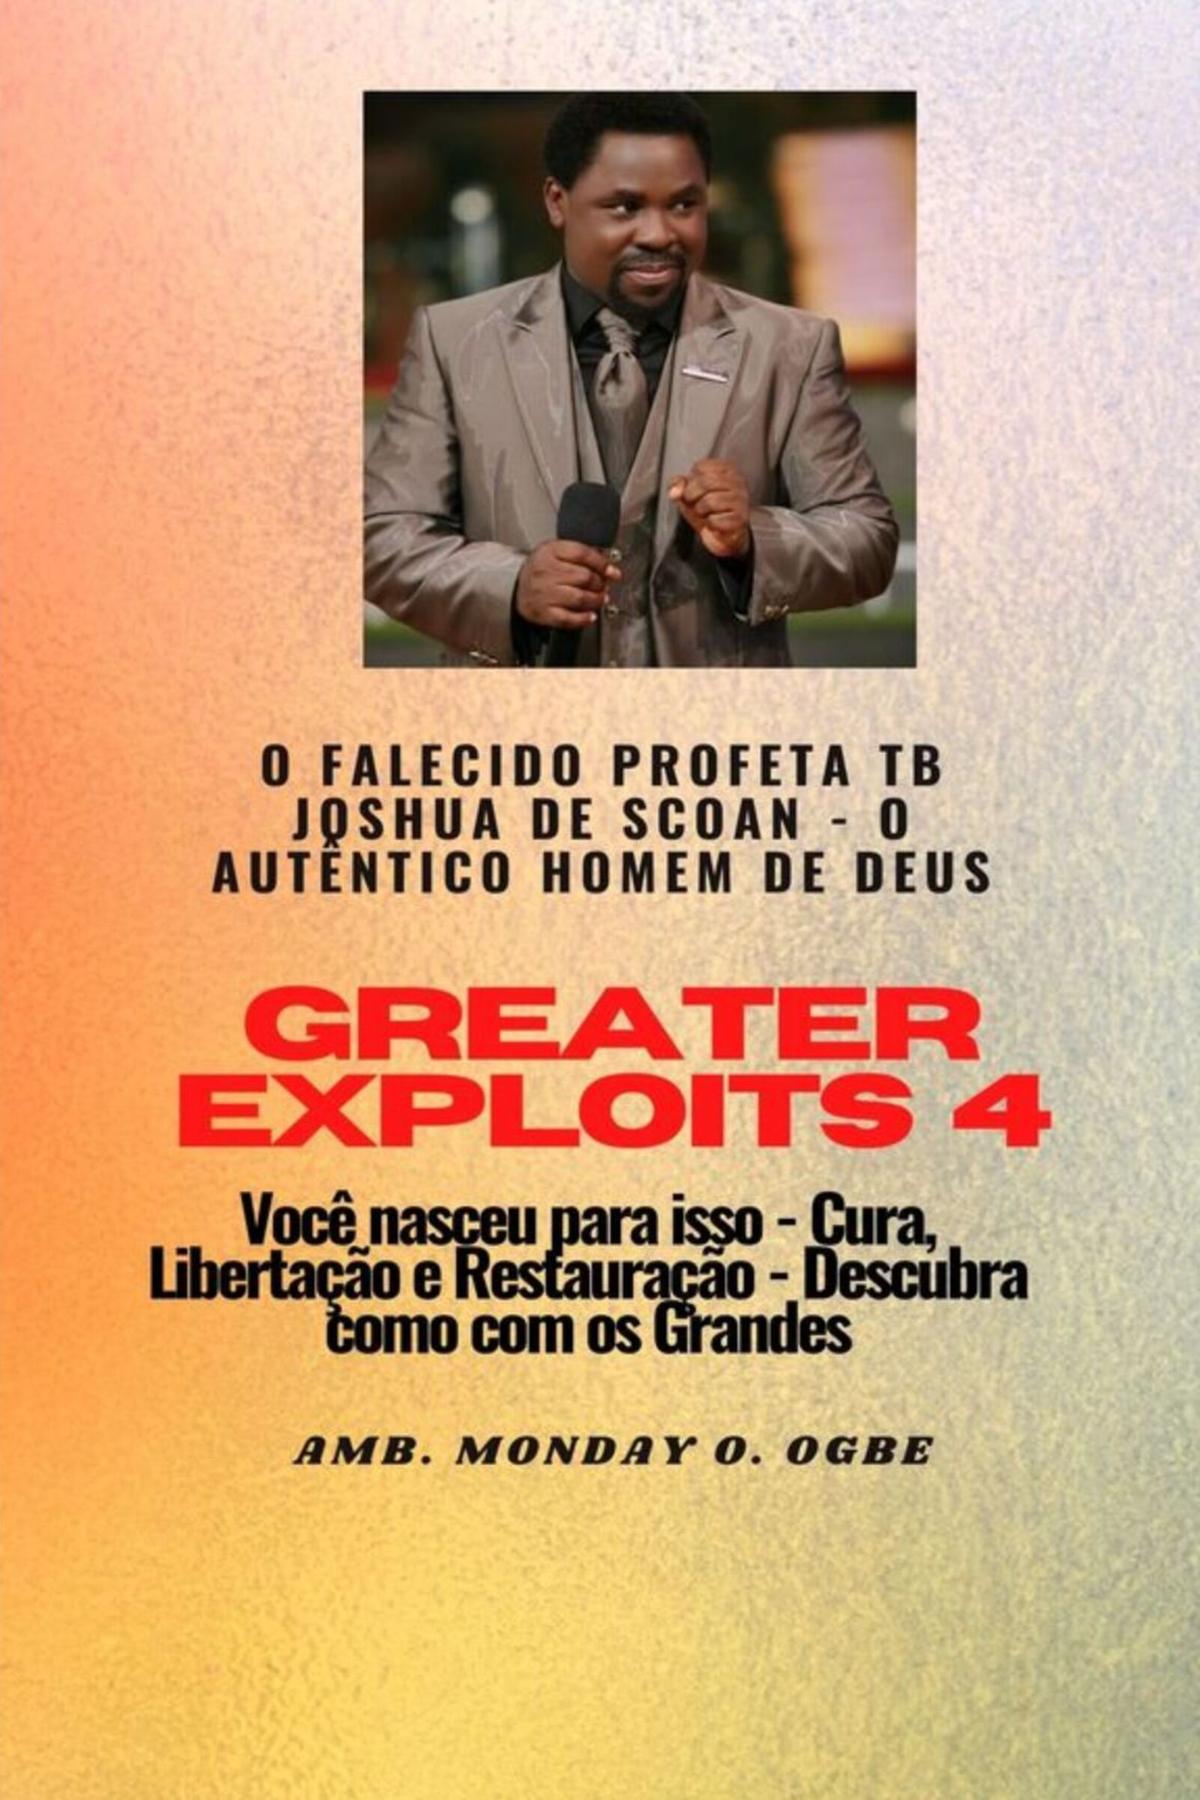 O FALECIDO PROFETA TB
JOSHUA DE SCOAN - O
AUTÊNTICO HOMEM DE DEUS
GREATER
EXPLOITS 4
Você nasceu para isso - Cura,
Libertação e Restauração - Descubra
como com os Grandes
AMB. MONDAY O. OGBE